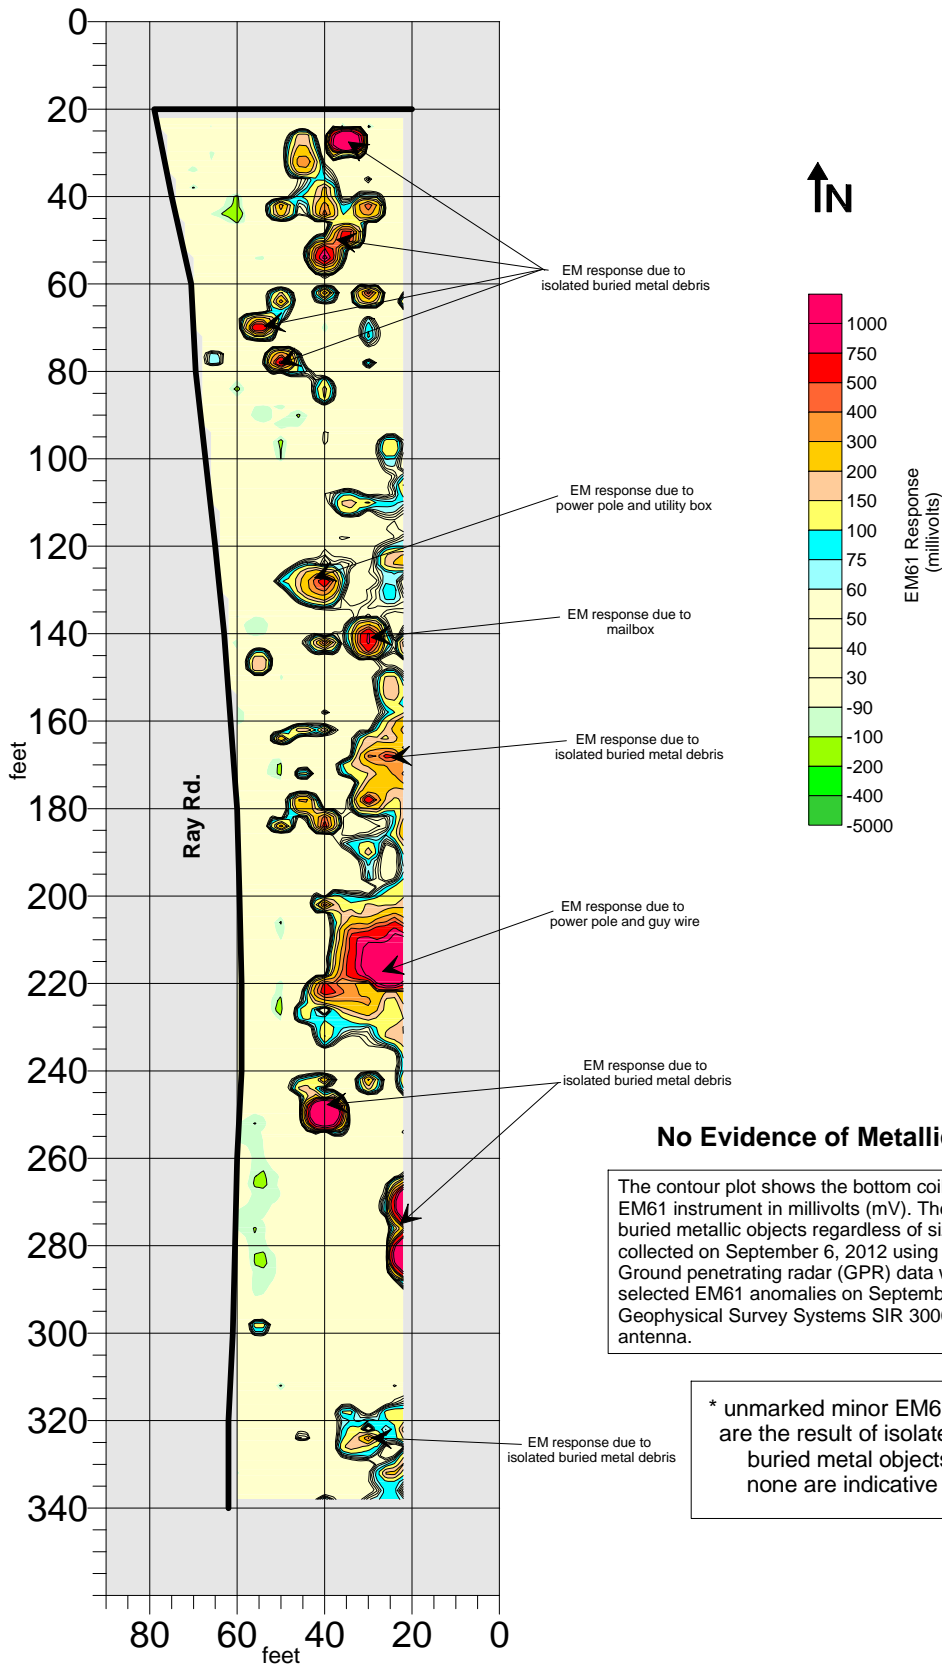 0
20
40
60
80
100
120
140
160
180
200
220
240
260
280
300
320
340
feet
80 60 40 20 0
feet
Ray Rd.
N
EM response due to
isolated buried metal debris
EM response due to
power pole and utility box
EM response due to
mailbox
EM response due to
isolated buried metal debris
EM response due to
power pole and guy wire
EM response due to
isolated buried metal debris
EM response due to
isolated buried metal debris
1000
750
500
400
300
200
150
100
75
60
50
40
30
-90
-100
-200
-400
-5000
EM61 Response
(millivolts)
No Evidence of Metallic
The contour plot shows the bottom coi
EM61 instrument in millivolts (mV). The
buried metallic objects regardless of si
collected on September 6, 2012 using
Ground penetrating radar (GPR) data w
selected EM61 anomalies on Septemb
Geophysical Survey Systems SIR 300
antenna.
* unmarked minor EM6
are the result of isolate
buried metal objects
none are indicative